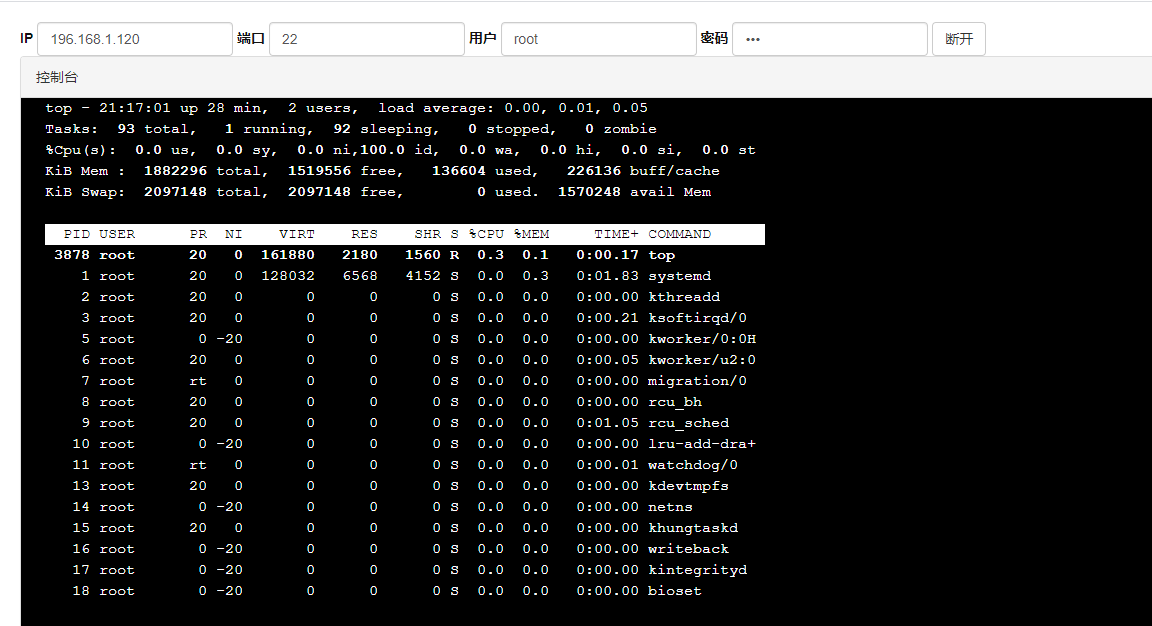 IP 196.168.1.120 端口 22 用户 root 密码 ••• 断开
控制台
top - 21:17:01 up 28 min,  2 users,  load average: 0.00, 0.01, 0.05
Tasks:  93 total,   1 running,  92 sleeping,   0 stopped,   0 zombie
%Cpu(s):  0.0 us,  0.0 sy,  0.0 ni,100.0 id,  0.0 wa,  0.0 hi,  0.0 si,  0.0 st
KiB Mem :  1882296 total,  1519556 free,   136604 used,   226136 buff/cache
KiB Swap:  2097148 total,  2097148 free,        0 used.  1570248 avail Mem
PID USER      PR  NI    VIRT    RES    SHR S %CPU %MEM     TIME+ COMMAND
3878 root      20   0  161880   2180   1560 R  0.3  0.1   0:00.17 top
1 root      20   0  128032   6568   4152 S  0.0  0.3   0:01.83 systemd
2 root      20   0       0      0      0 S  0.0  0.0   0:00.00 kthreadd
3 root      20   0       0      0      0 S  0.0  0.0   0:00.21 ksoftirqd/0
5 root       0 -20       0      0      0 S  0.0  0.0   0:00.00 kworker/0:0H
6 root      20   0       0      0      0 S  0.0  0.0   0:00.05 kworker/u2:0
7 root      rt   0       0      0      0 S  0.0  0.0   0:00.00 migration/0
8 root      20   0       0      0      0 S  0.0  0.0   0:00.00 rcu_bh
9 root      20   0       0      0      0 S  0.0  0.0   0:01.05 rcu_sched
10 root       0 -20       0      0      0 S  0.0  0.0   0:00.00 lru-add-dra+
11 root      rt   0       0      0      0 S  0.0  0.0   0:00.01 watchdog/0
13 root      20   0       0      0      0 S  0.0  0.0   0:00.00 kdevtmpfs
14 root       0 -20       0      0      0 S  0.0  0.0   0:00.00 netns
15 root      20   0       0      0      0 S  0.0  0.0   0:00.00 khungtaskd
16 root       0 -20       0      0      0 S  0.0  0.0   0:00.00 writeback
17 root       0 -20       0      0      0 S  0.0  0.0   0:00.00 kintegrityd
18 root       0 -20       0      0      0 S  0.0  0.0   0:00.00 bioset